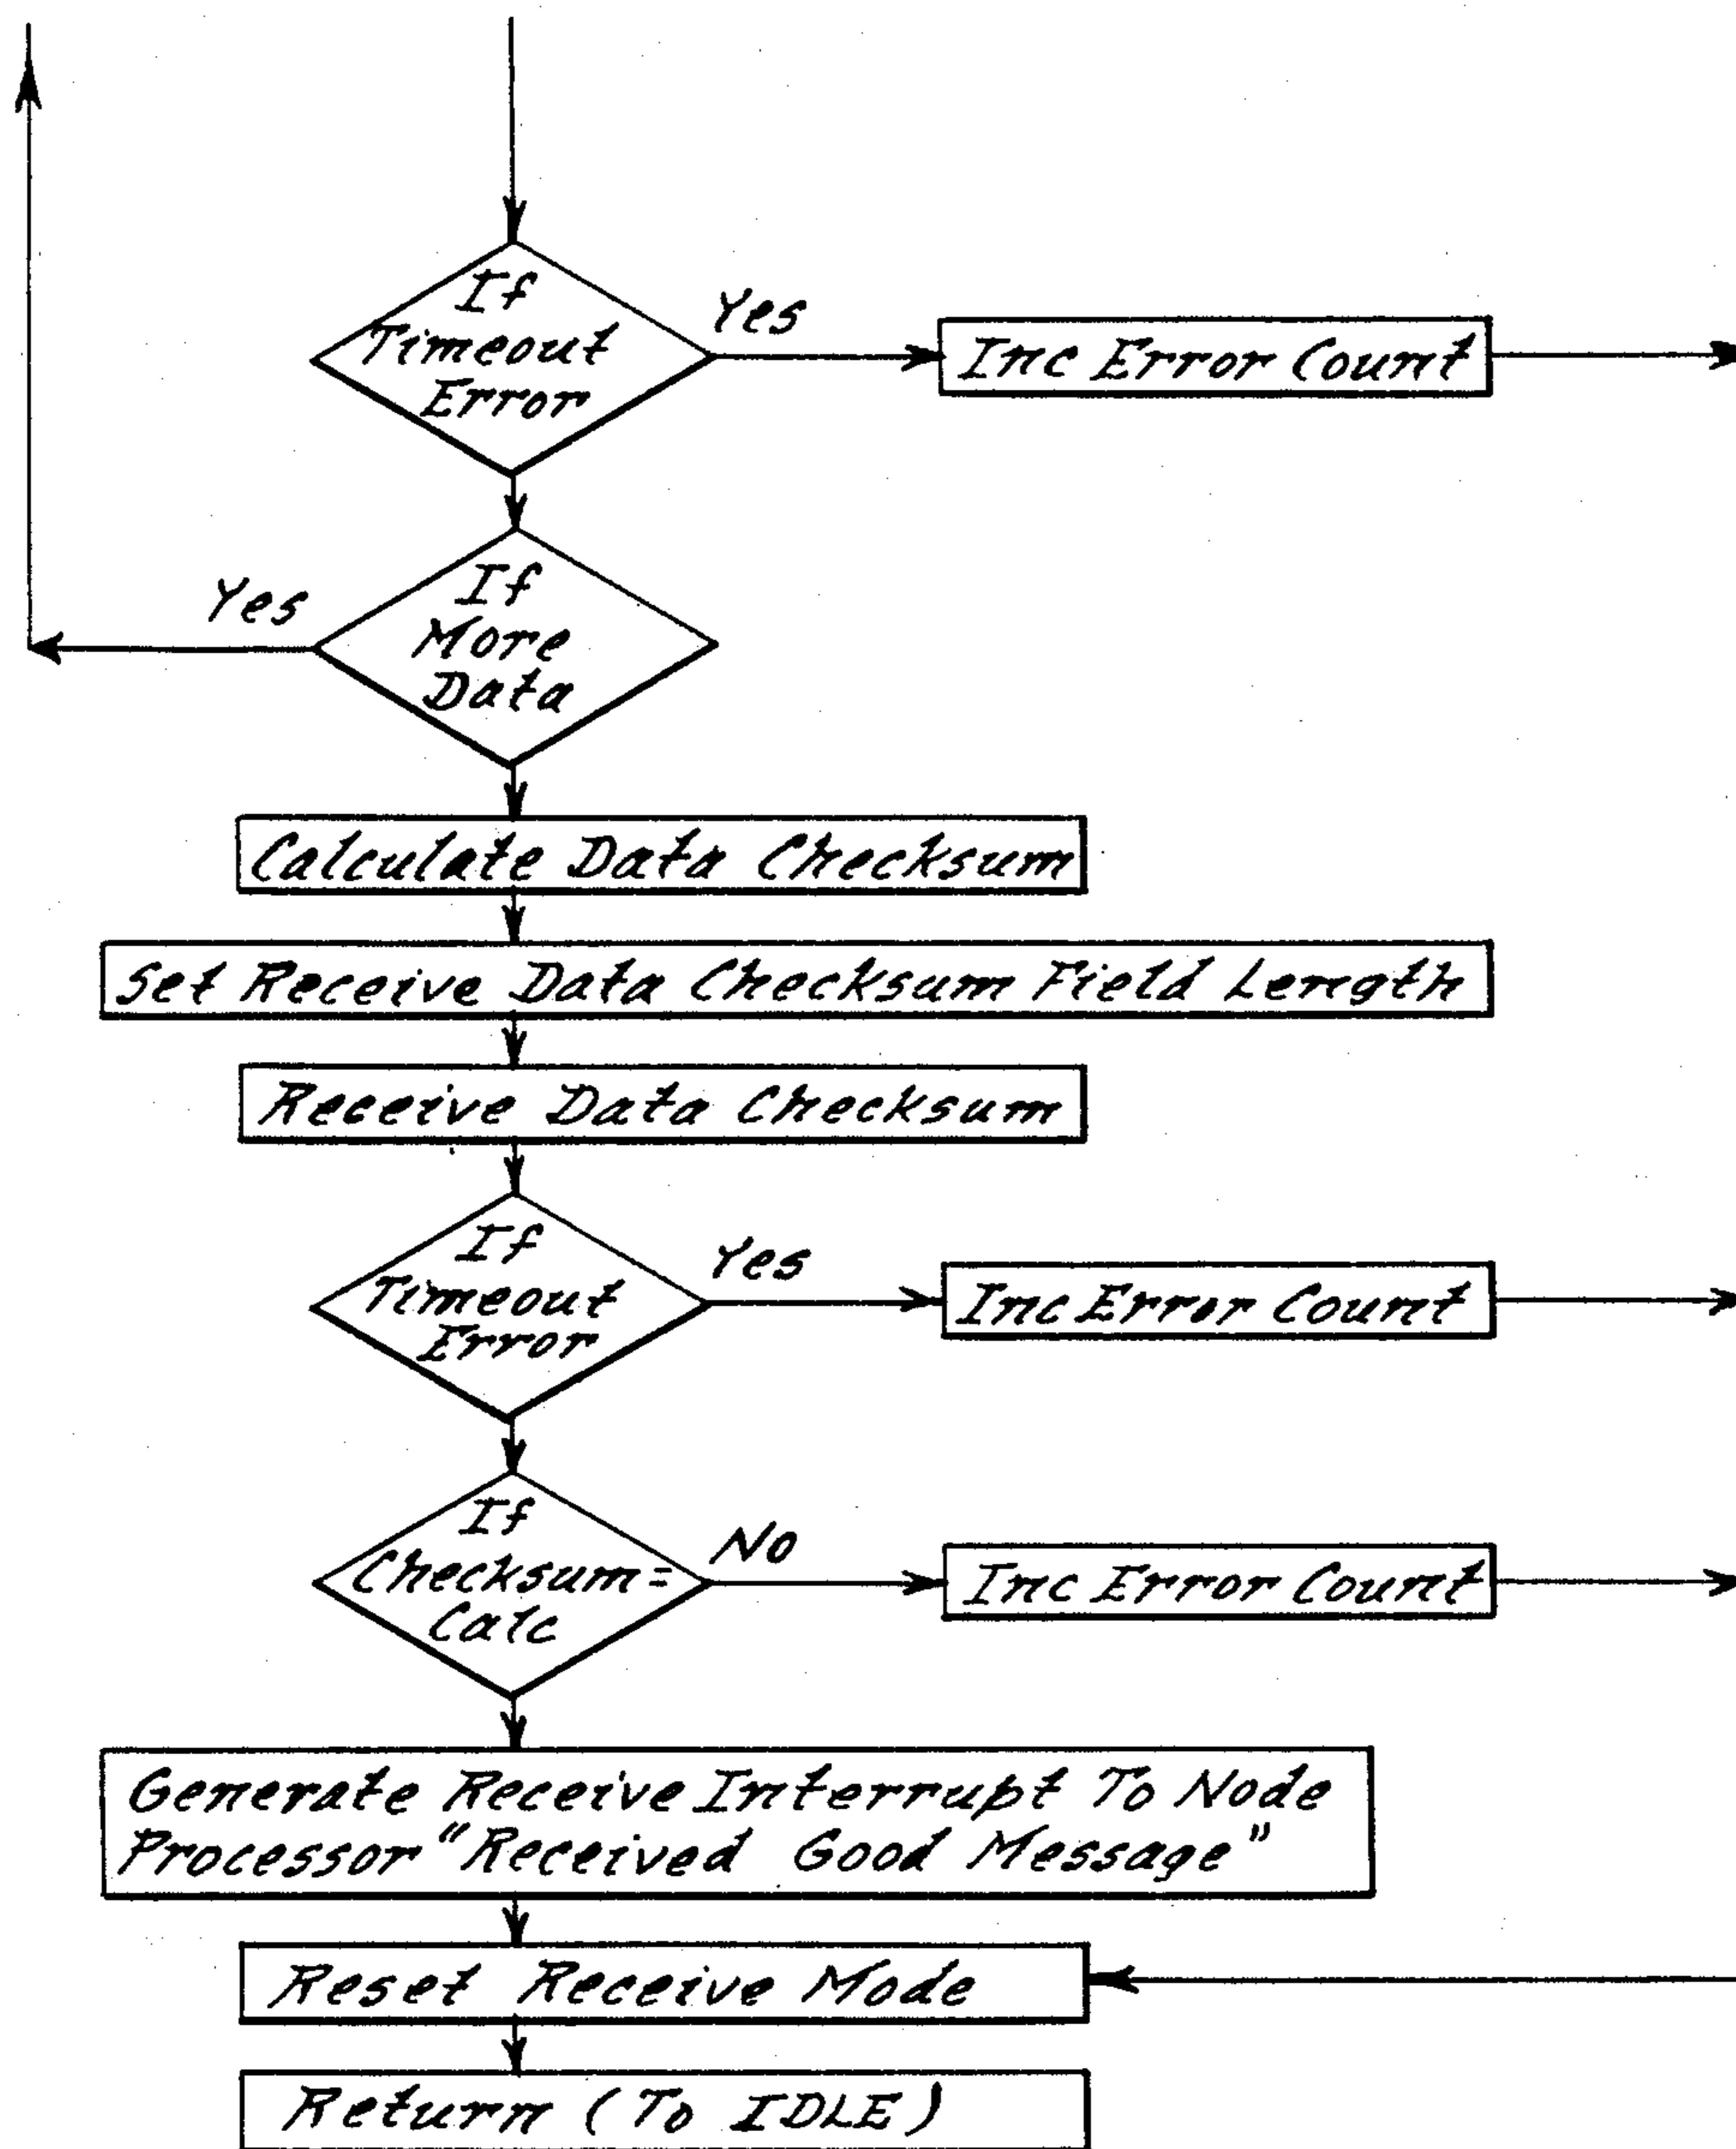 If
Timeout
Error
Yes
Inc Error Count
If
More
Data
Yes
Calculate Data Checksum
Set Receive Data Checksum Field Length
Receive Data Checksum
If
Timeout
Error
Yes
Inc Error Count
If
Checksum=
Calc
No
Inc Error Count
Generate Receive Interrupt To Node
Processor "Received Good Message"
Reset Receive Mode
Return (To IDLE)